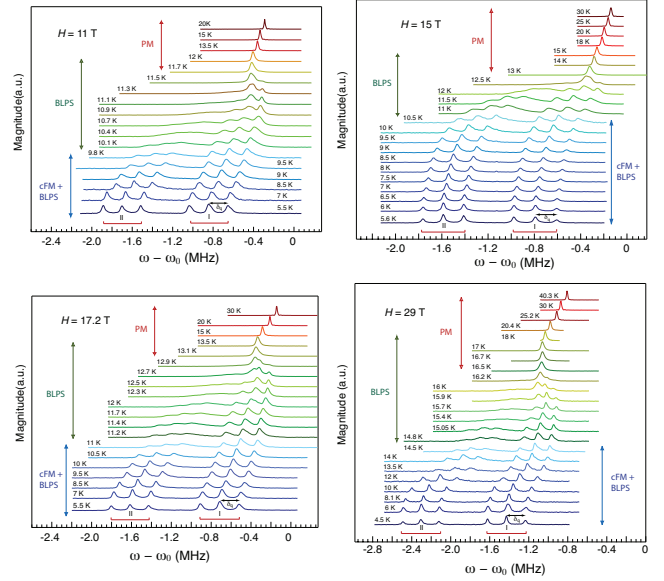 H = 11 T
PM
BLPS
cFM +
BLPS
20K
15 K
13.5 K
12 K
11.7 K
11.5 K
11.3 K
11.1 K
10.9 K
10.7 K
10.4 K
10.1 K
9.8 K
9.5 K
9 K
8.5 K
7 K
5.5 K
II
I
δq
Magnitude(a.u.)
-2.0
-1.6
-1.2
-0.8
-0.4
0
ω − ω0 (MHz)
H = 15 T
PM
BLPS
cFM +
BLPS
30 K
25 K
20 K
18 K
15 K
14 K
13 K
12.5 K
12 K
11.5 K
11 K
10.5 K
10 K
9.5 K
9 K
8.5 K
8 K
7.5 K
7 K
6.5 K
6 K
5.6 K
II
I
δq
Magnitude(a.u.)
-2.0
-1.6
-1.2
-0.8
-0.4
0
ω − ω0 (MHz)
H = 17.2 T
PM
BLPS
cFM +
BLPS
30 K
20 K
15 K
13.5 K
13.1 K
12.9 K
12.7 K
12.5 K
12.3 K
12 K
11.7 K
11.4 K
11.2 K
11 K
10.5 K
10 K
9.5 K
8.5 K
7 K
5.5 K
II
I
δq
Magnitude (a.u.)
-2.0
-1.6
-1.2
-0.8
-0.4
0
ω − ω0 (MHz)
H = 29 T
PM
BLPS
cFM +
BLPS
40.3 K
30 K
25.2 K
20.4 K
18 K
17 K
16.7 K
16.5 K
16.2 K
16 K
15.9 K
15.7 K
15.4 K
15.05 K
14.8 K
14.5 K
14 K
13.5 K
12 K
10 K
8.1 K
6 K
4.5 K
II
I
δq
Magnitude (a.u.)
-2.8
-2.4
-2.0
-1.6
-1.2
-0.8
-0.4
-0
ω − ω0 (MHz)